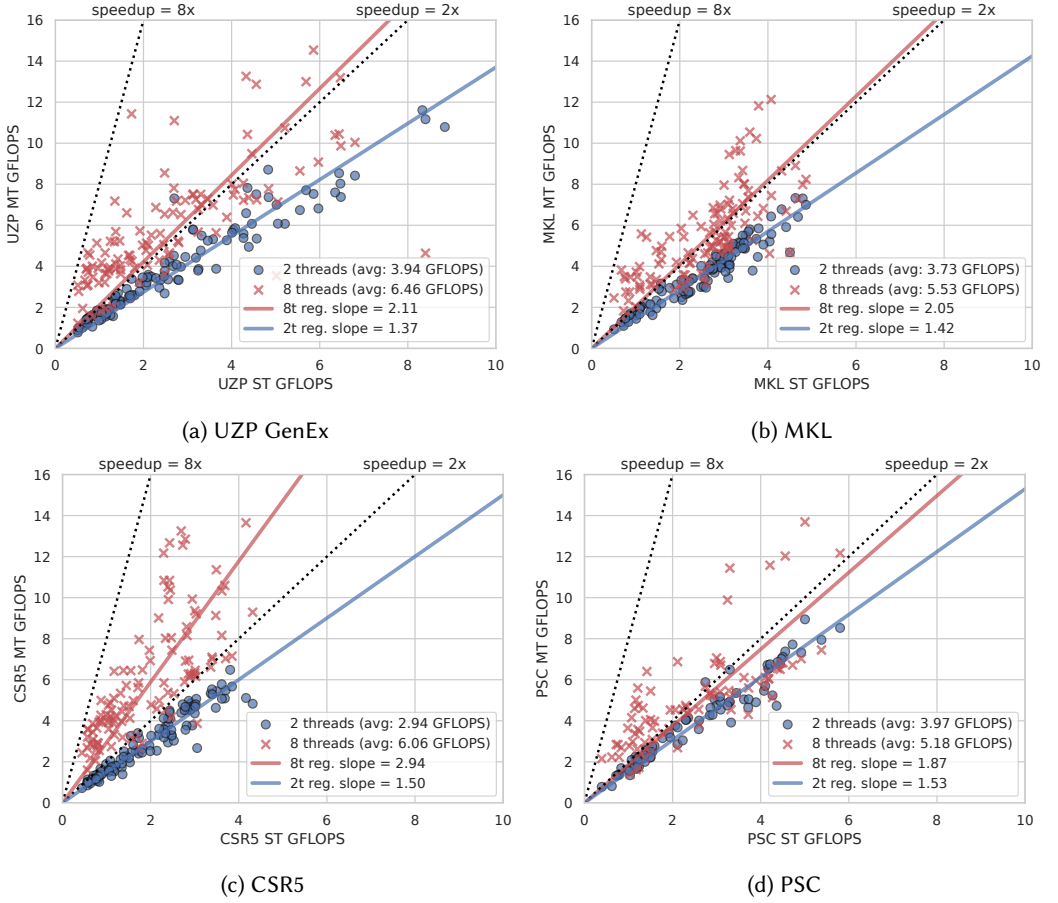 speedup = 8x
speedup = 2x
16
14
12
10
8
6
4
2
0
UZP MT GFLOPS
2 threads (avg: 3.94 GFLOPS)
8 threads (avg: 6.46 GFLOPS)
8t reg. slope = 2.11
2t reg. slope = 1.37
0 2 4 6 8 10
UZP ST GFLOPS
(a) UZP GenEx
speedup = 8x
speedup = 2x
16
14
12
10
8
6
4
2
0
MKL MT GFLOPS
2 threads (avg: 3.73 GFLOPS)
8 threads (avg: 5.53 GFLOPS)
8t reg. slope = 2.05
2t reg. slope = 1.42
0 2 4 6 8 10
MKL ST GFLOPS
(b) MKL
speedup = 8x
speedup = 2x
16
14
12
10
8
6
4
2
0
CSR5 MT GFLOPS
2 threads (avg: 2.94 GFLOPS)
8 threads (avg: 6.06 GFLOPS)
8t reg. slope = 2.94
2t reg. slope = 1.50
0 2 4 6 8 10
CSR5 ST GFLOPS
(c) CSR5
speedup = 8x
speedup = 2x
16
14
12
10
8
6
4
2
0
PSC MT GFLOPS
2 threads (avg: 3.97 GFLOPS)
8 threads (avg: 5.18 GFLOPS)
8t reg. slope = 1.87
2t reg. slope = 1.53
0 2 4 6 8 10
PSC ST GFLOPS
(d) PSC